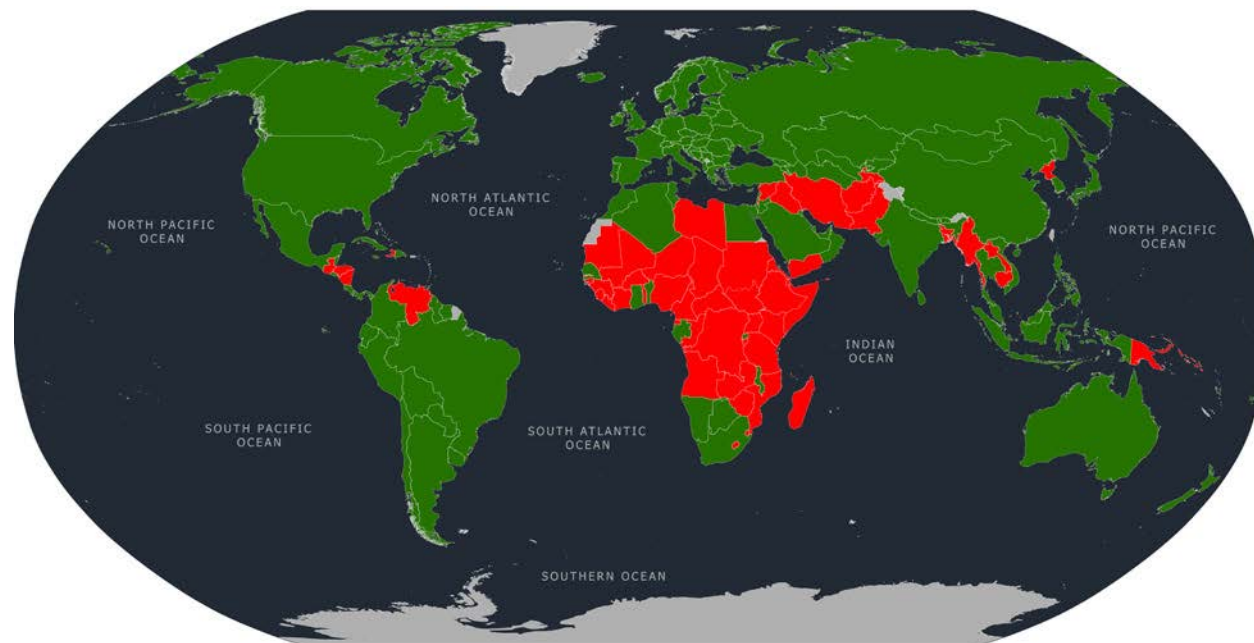 NORTH ATLANTIC
OCEAN
NORTH PACIFIC
OCEAN
NORTH PACIFIC
OCEAN
INDIAN
OCEAN
SOUTH PACIFIC
OCEAN
SOUTH ATLANTIC
OCEAN
SOUTHERN OCEAN